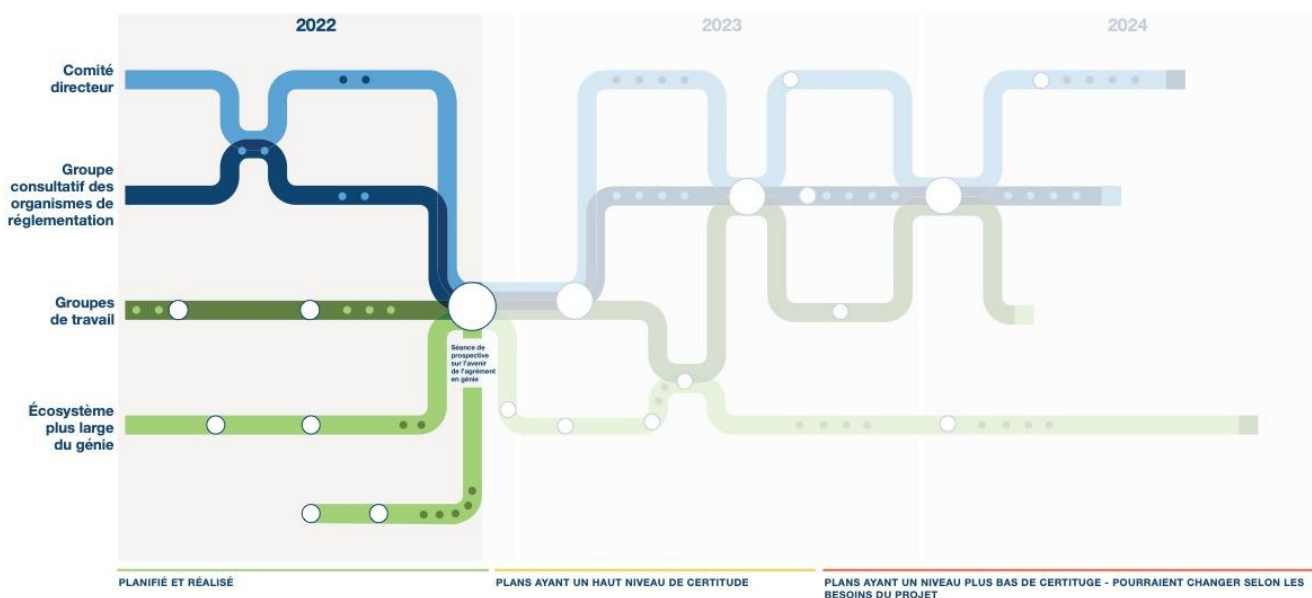 2022
2023
2024
Comité
directeur
Groupe
consultatif des
organismes de
réglementation
Groupes
de travail
Séance de
prospective
sur l'avenir
de l'agrément
en génie
Écosystème
plus large
du génie
PLANIFIÉ ET RÉALISÉ
PLANS AYANT UN HAUT NIVEAU DE CERTITUDE
PLANS AYANT UN NIVEAU PLUS BAS DE CERTITUGE - POURRAIENT CHANGER SELON LES
BESOINS DU PROJET